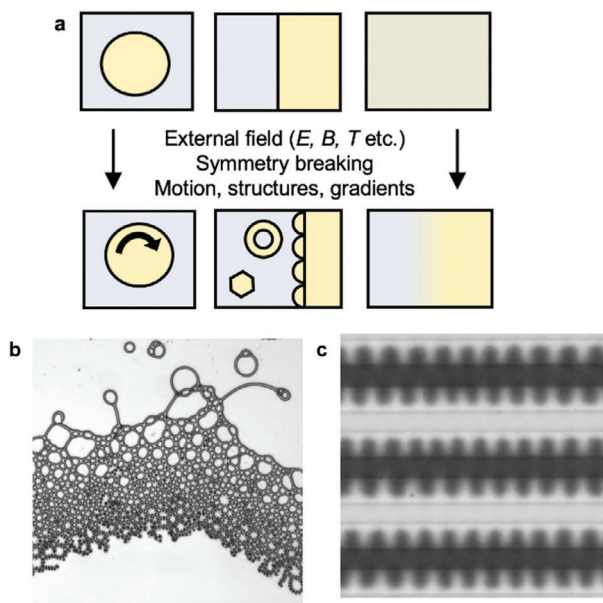 a
External field (E, B, T etc.)
Symmetry breaking
Motion, structures, gradients
b
c